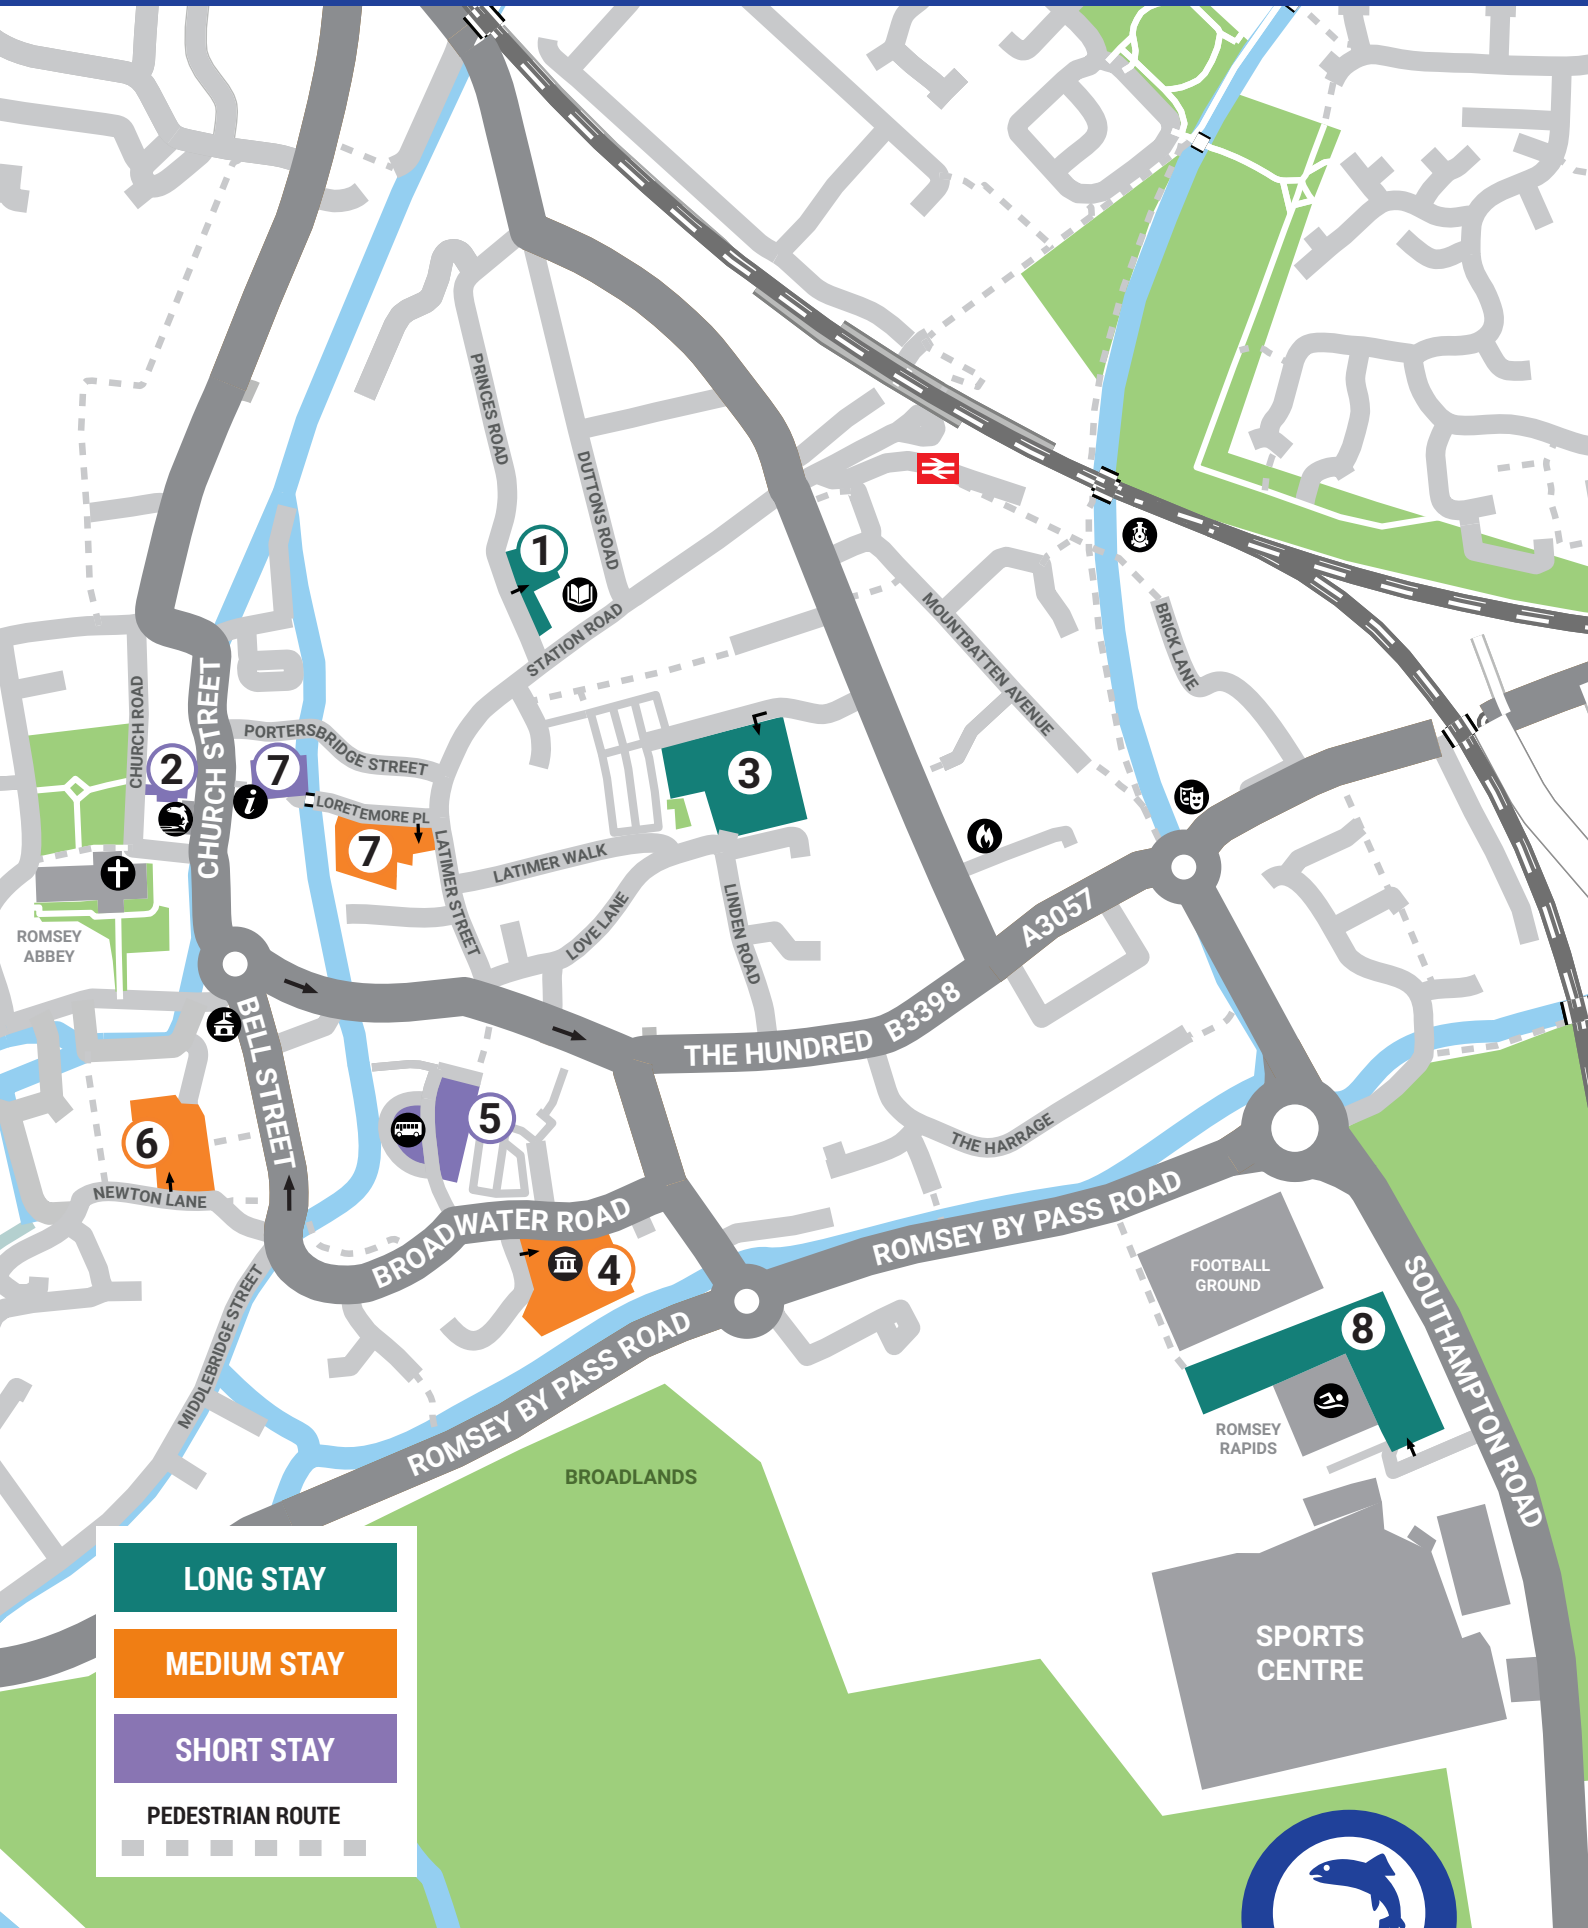 PRINCES ROAD
DUTTONS ROAD
1
STATION ROAD
MOUNTBATTEN AVENUE
BRICK LANE
CHURCH ROAD
CHURCH STREET
PORTERSBRIDGE STREET
2
7
i
LORETEMORE PL
7
3
LATIMER STREET
LATIMER WALK
LOVE LANE
LINDEN ROAD
A3057
ROMSEY
ABBEY
THE HUNDRED
B3398
BELL STREET
5
6
THE HARRAGE
NEWTON LANE
BROADWATER ROAD
4
ROMSEY BY PASS ROAD
FOOTBALL
GROUND
SOUTHAMPTON ROAD
8
MIDDLEBRIDGE STREET
ROMSEY BY PASS ROAD
ROMSEY
RAPIDS
BROADLANDS
LONG STAY
MEDIUM STAY
SHORT STAY
PEDESTRIAN ROUTE
SPORTS
CENTRE